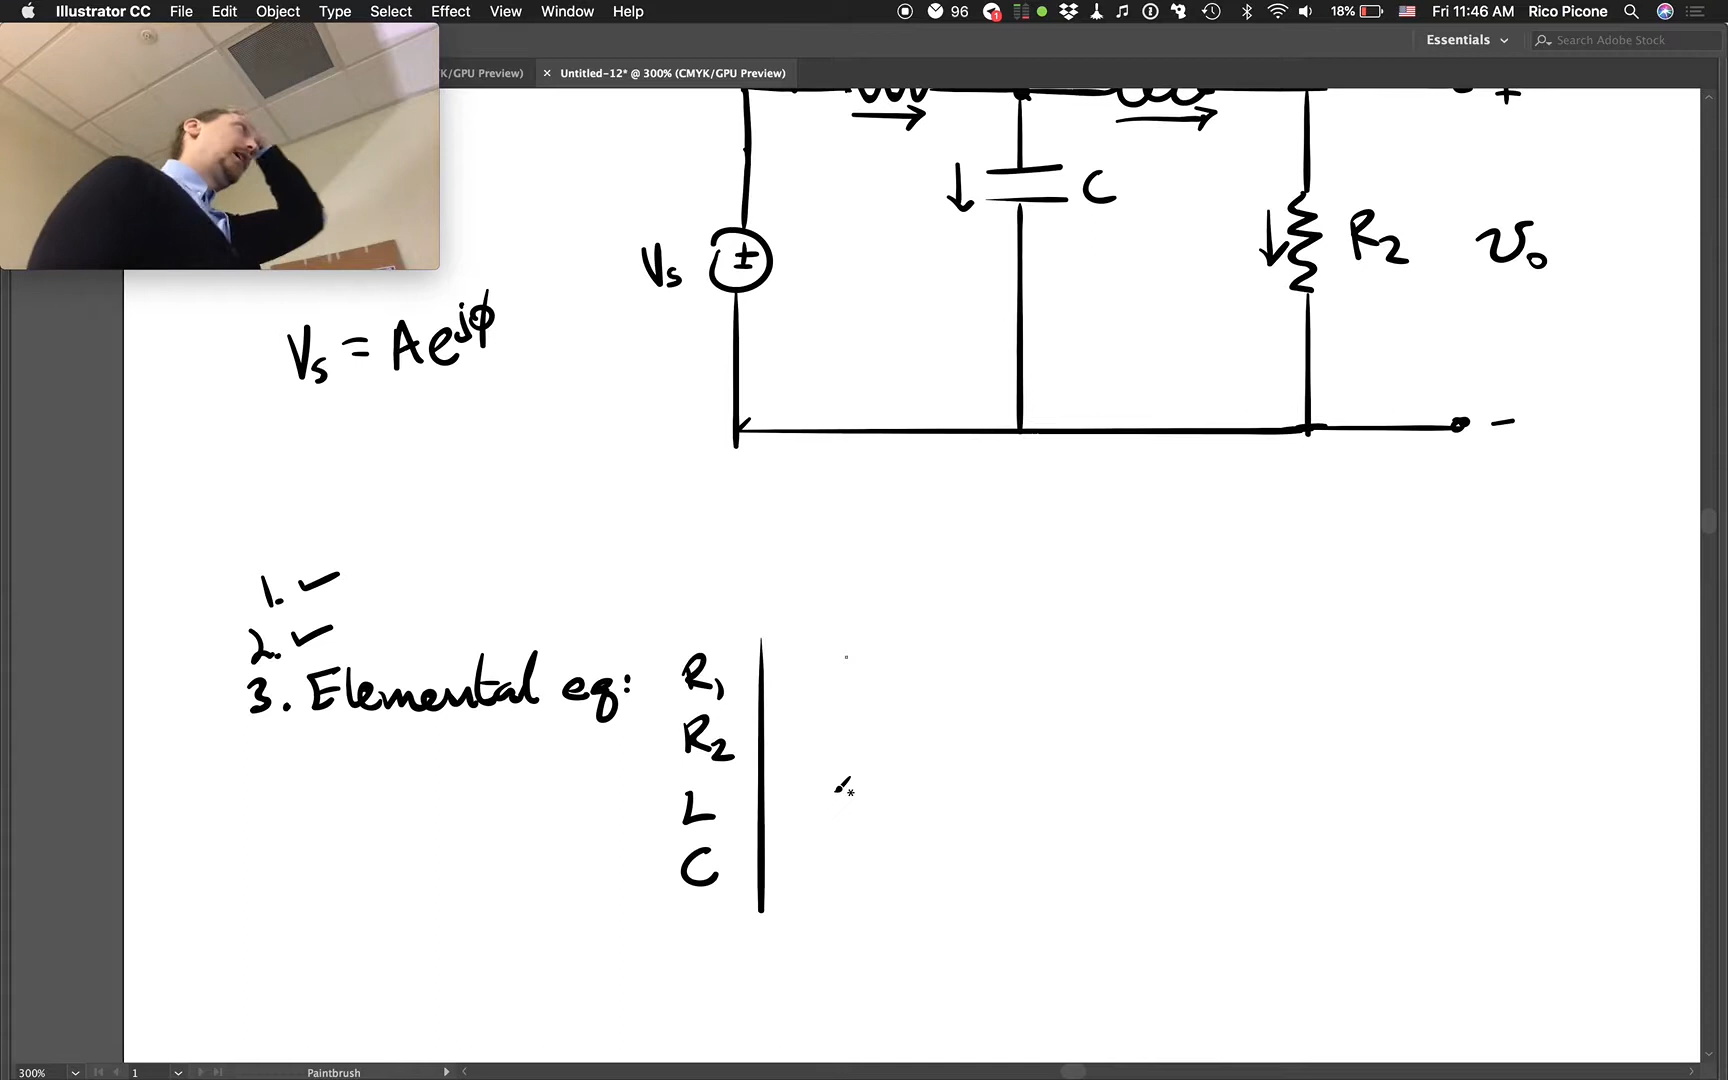 Illustrator CC File Edit Object Type Select Effect View Window Help 96 1 18% Fri 11:46 AM Rico Picone
Essentials Search Adobe Stock
K/GPU Preview) × Untitled-12* @ 300% (CMYK/GPU Preview)
+
C
Vs ± R2 vo
Vs = Ae^jφ
-
1. ✓
2. ✓
3. Elemental eq: R1
R2
L
C
300% 1 Paintbrush